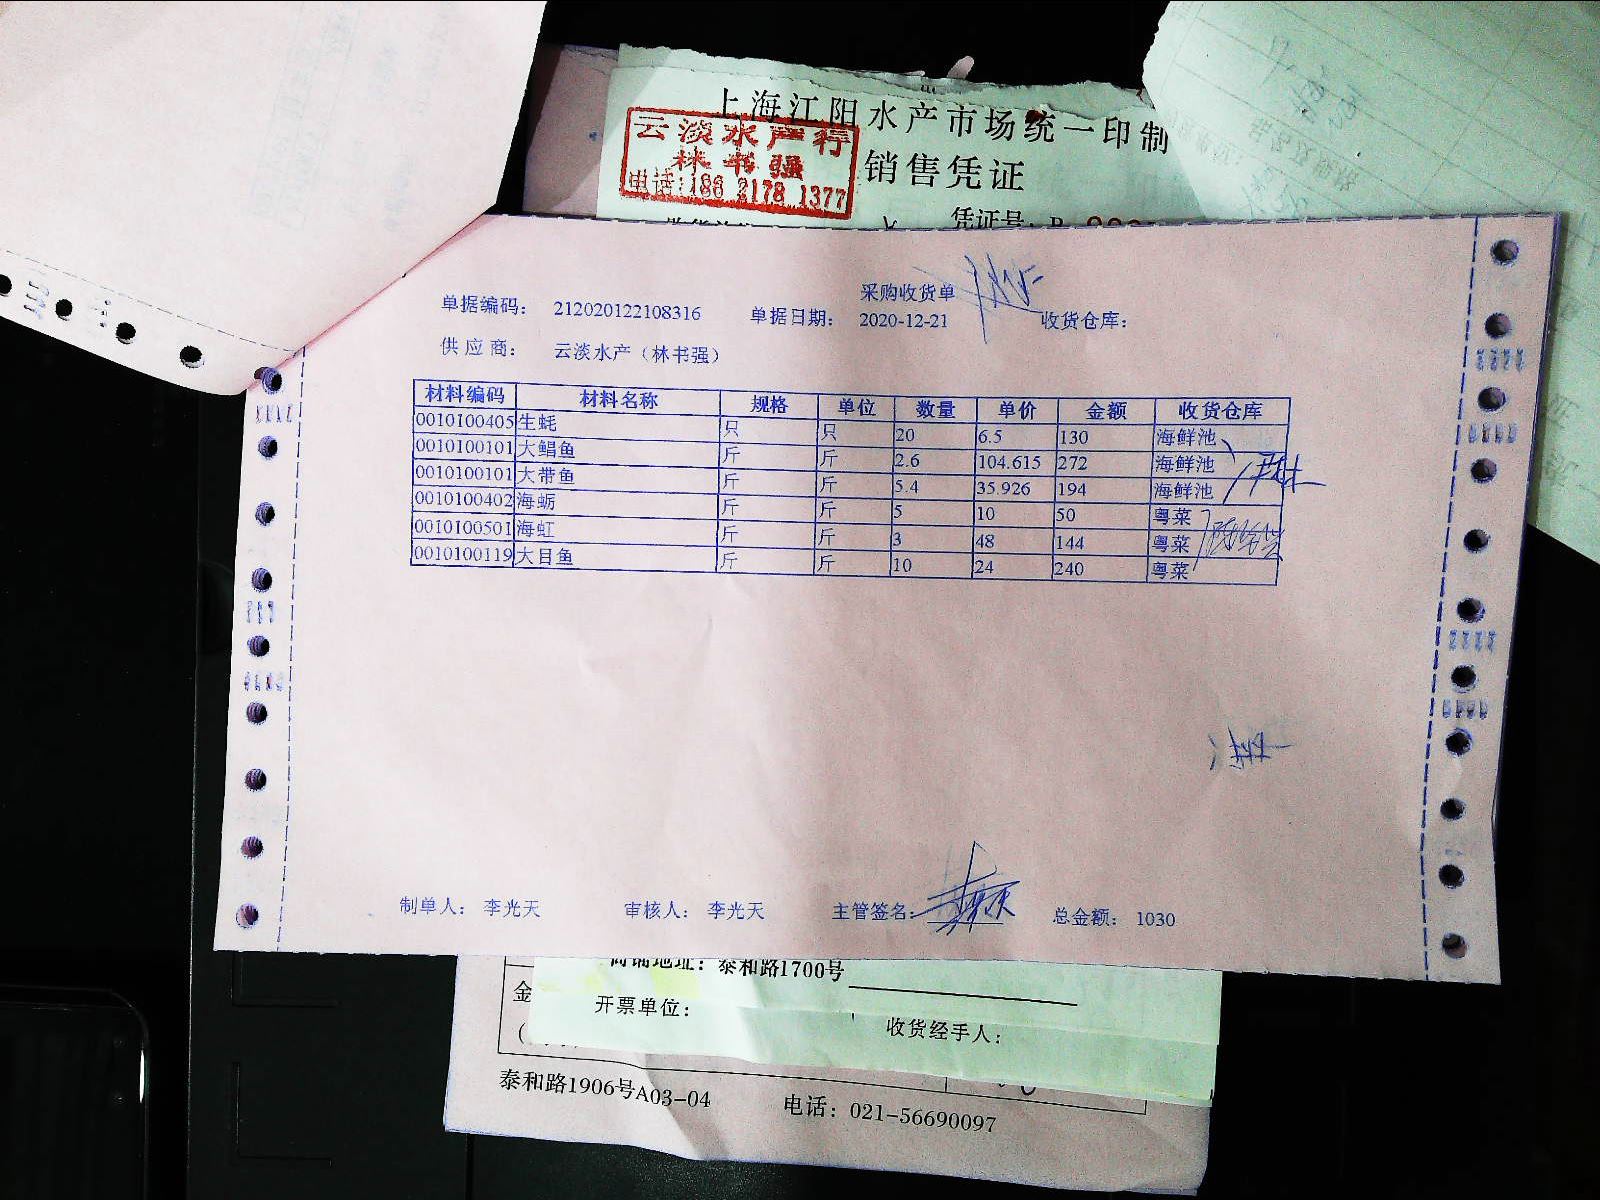 上海江阳水产市场统一印制
云淡水产行
林书强
电话:186 2178 1377
销售凭证
凭证号:
采购收货单
单据编码: 212020122108316 单据日期: 2020-12-21 收货仓库:
供应商: 云淡水产（林书强）
材料编码 材料名称 规格 单位 数量 单价 金额 收货仓库
0010100405 生蚝 只 只 20 6.5 130 海鲜池
0010100101 大鲳鱼 斤 斤 2.6 104.615 272 海鲜池
0010100101 大带鱼 斤 斤 5.4 35.926 194 海鲜池
0010100402 海蛎 斤 斤 5 10 50 粤菜
0010100501 海虹 斤 斤 3 48 144 粤菜
0010100119 大目鱼 斤 斤 10 24 240 粤菜
制单人: 李光天 审核人: 李光天 主管签名: 总金额: 1030
商铺地址: 泰和路1700号
金
开票单位:
收货经手人:
泰和路1906号A03-04 电话: 021-56690097